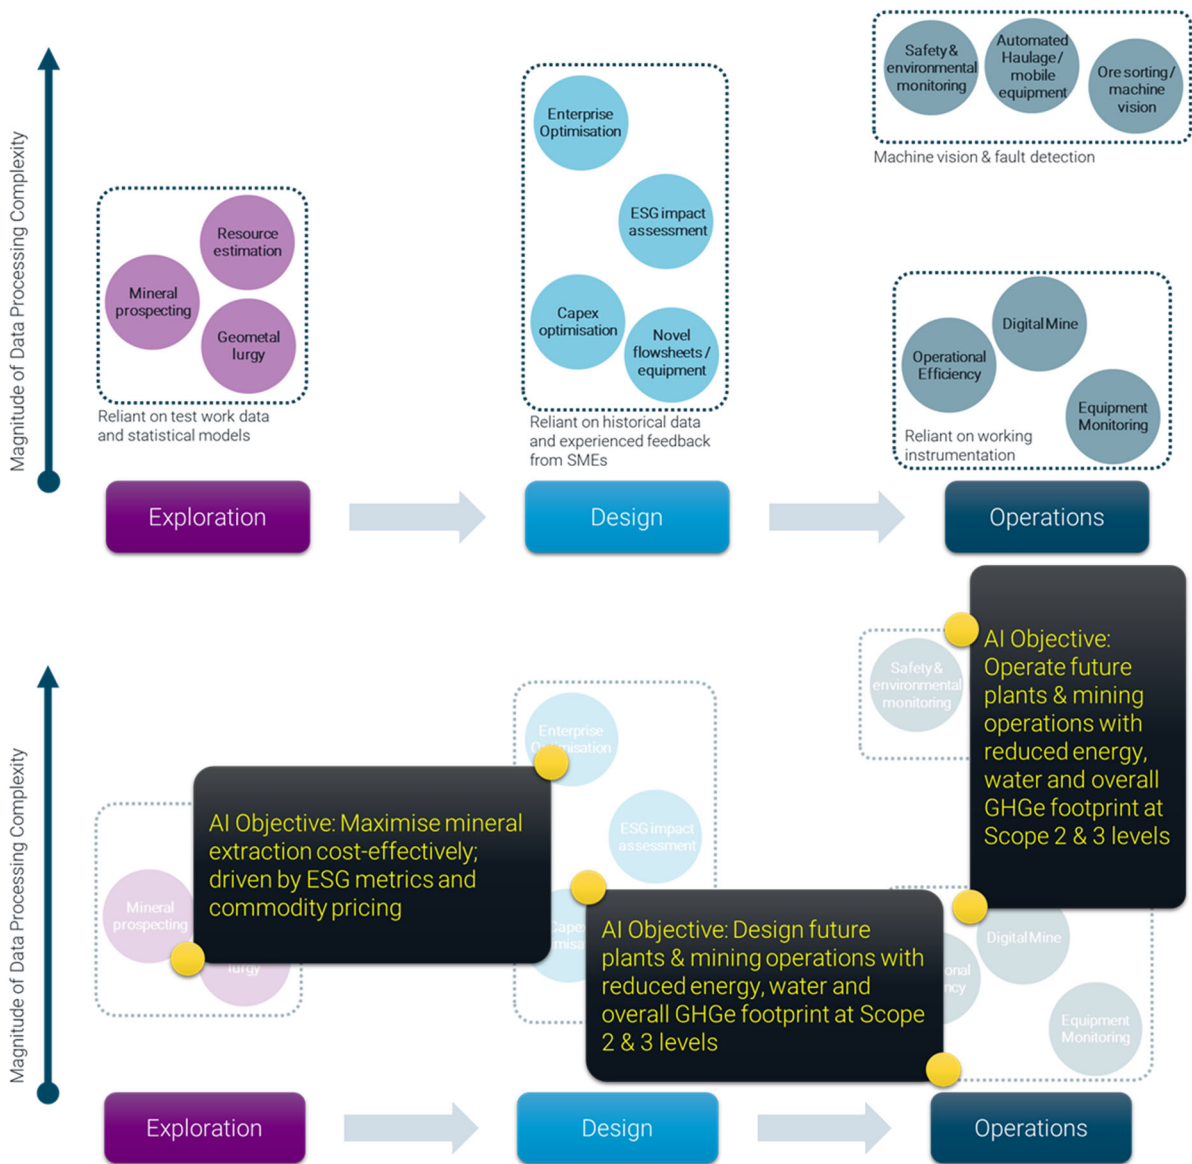 Magnitude of Data Processing Complexity
Resource
estimation
Mineral
prospecting
Geometal
lurgy
Reliant on test work data
and statistical models
Enterprise
Optimisation
ESG impact
assessment
Capex
optimisation
Novel
flowsheets /
equipment
Reliant on historical data
and experienced feedback
from SMEs
Safety &
environmental
monitoring
Automated
Haulage/
mobile
equipment
Ore sorting/
machine
vision
Machine vision & fault detection
Digital Mine
Operational
Efficiency
Equipment
Monitoring
Reliant on working
instrumentation
Exploration
Design
Operations
Magnitude of Data Processing Complexity
Mineral
prospecting
lurgy
AI Objective: Maximise mineral
extraction cost-effectively;
driven by ESG metrics and
commodity pricing
Enterprise
Optimisation
ESG impact
assessment
AI Objective: Design future
plants & mining operations with
reduced energy, water and
overall GHGe footprint at Scope
2 & 3 levels
Safety &
environmental
monitoring
AI Objective:
Operate future
plants & mining
operations with
reduced energy,
water and overall
GHGe footprint at
Scope 2 & 3 levels
Digital Mine
Equipment
Monitoring
Exploration
Design
Operations